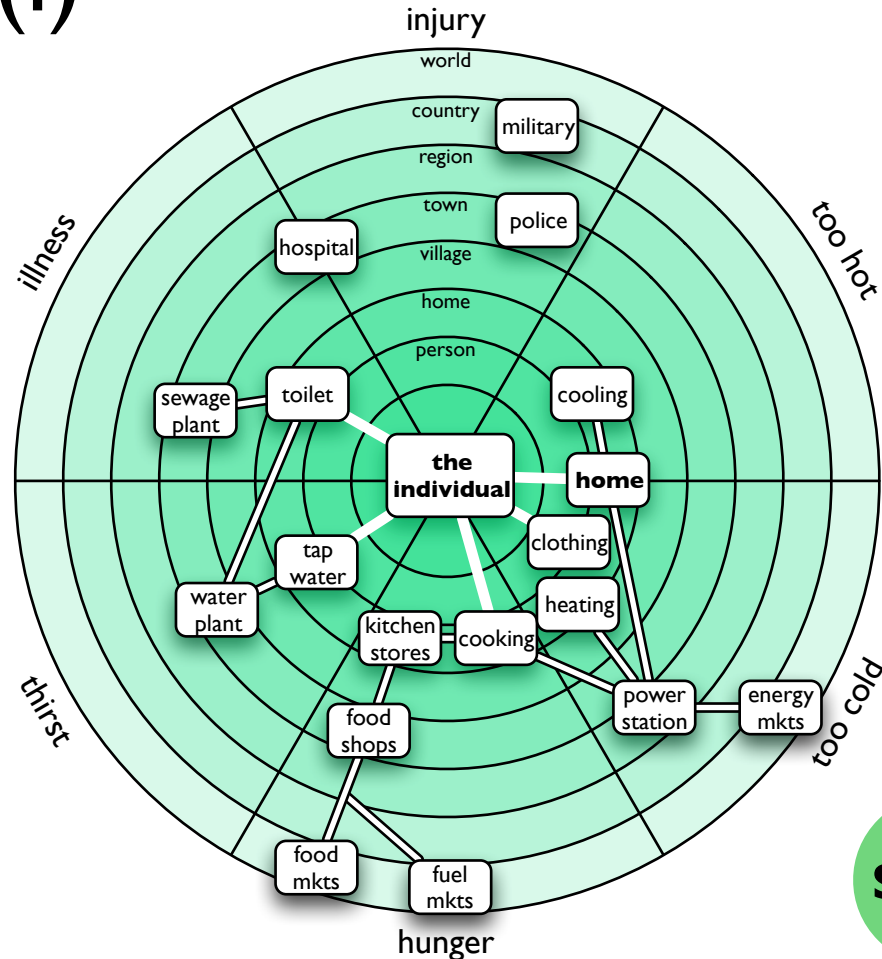 injury
world
country
military
region
town
police
hospital
village
illness
too hot
home
person
sewage
plant
toilet
cooling
the
individual
home
clothing
tap
water
heating
water
plant
kitchen
stores
cooking
thirst
power
station
energy
mkts
too cold
food
shops
food
mkts
fuel
mkts
hunger